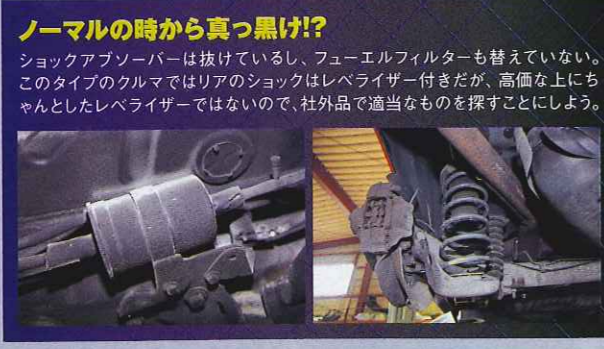 ノーマルの時から真っ黒け!?
ショックアブソーバーは抜けているし、フューエルフィルターも替えていない。
このタイプのクルマではリアのショックはレベライザー付きだが、高価な上にち
ゃんとしたレベライザーではないので、社外品で適当なものを探すことにしよう。